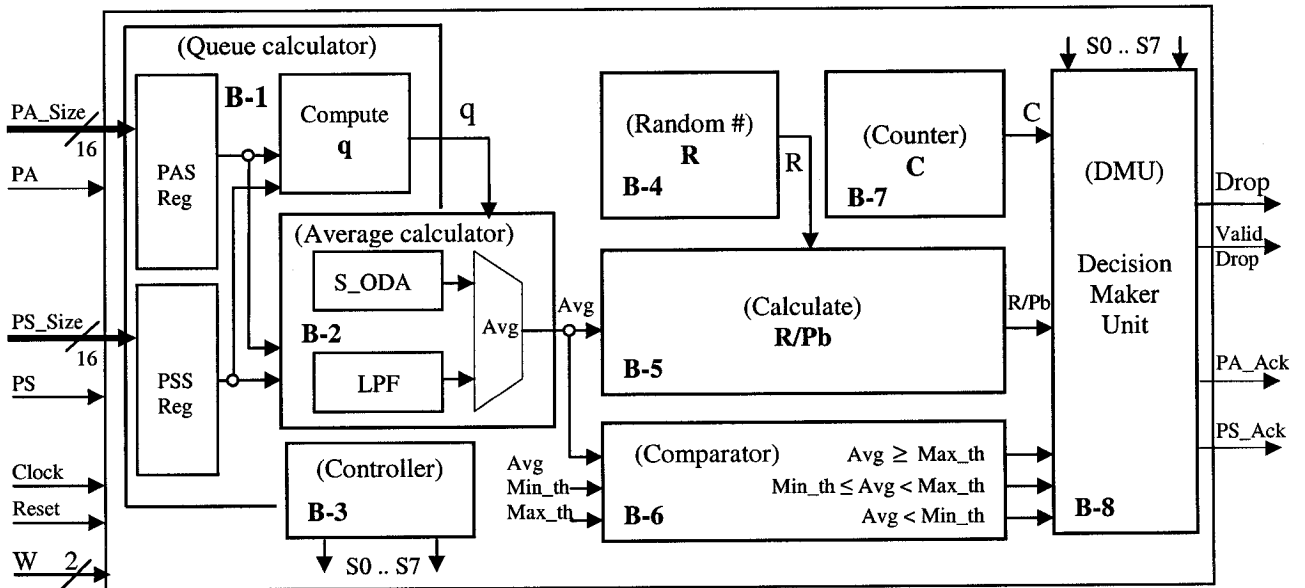 S0 .. S7
(Queue calculator)
PA_Size
16
PA
PAS
Reg
B-1
Compute
q
q
(Random #)
R
B-4
R
(Counter)
C
B-7
C
(DMU)
Decision
Maker
Unit
B-8
Drop
Valid
Drop
PA_Ack
PS_Ack
(Average calculator)
S_ODA
B-2
LPF
Avg
Avg
(Calculate)
R/Pb
B-5
R/Pb
PS_Size
16
PS
PSS
Reg
Clock
Reset
W
2
(Controller)
B-3
S0 .. S7
Avg
Min_th
Max_th
(Comparator)
B-6
Avg ≥ Max_th
Min_th ≤ Avg < Max_th
Avg < Min_th